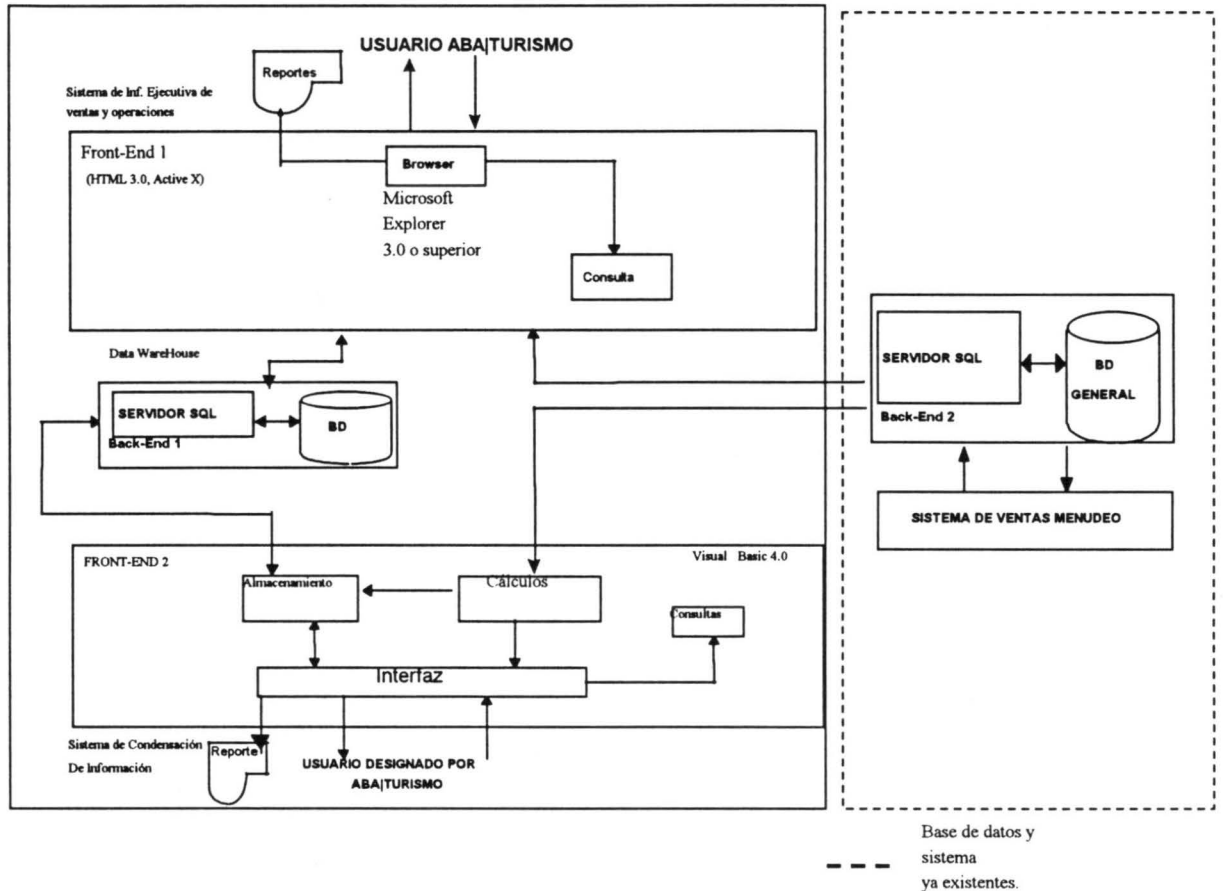 USUARIO ABA|TURISMO
Reportes
Sistema de Inf. Ejecutiva de
ventas y operaciones
Front-End 1
(HTML 3.0, Active X)
Browser
Microsoft
Explorer
3.0 o superior
Consulta
Data WareHouse
SERVIDOR SQL
BD
Back-End 1
SERVIDOR SQL
BD
GENERAL
Back-End 2
SISTEMA DE VENTAS MENUDEO
FRONT-END 2
Visual Basic 4.0
Almacenamiento
Cálculos
Consultas
Interfaz
Sistema de Condensación
De Información
Reporte
USUARIO DESIGNADO POR
ABA|TURISMO
Base de datos y
sistema
ya existentes.